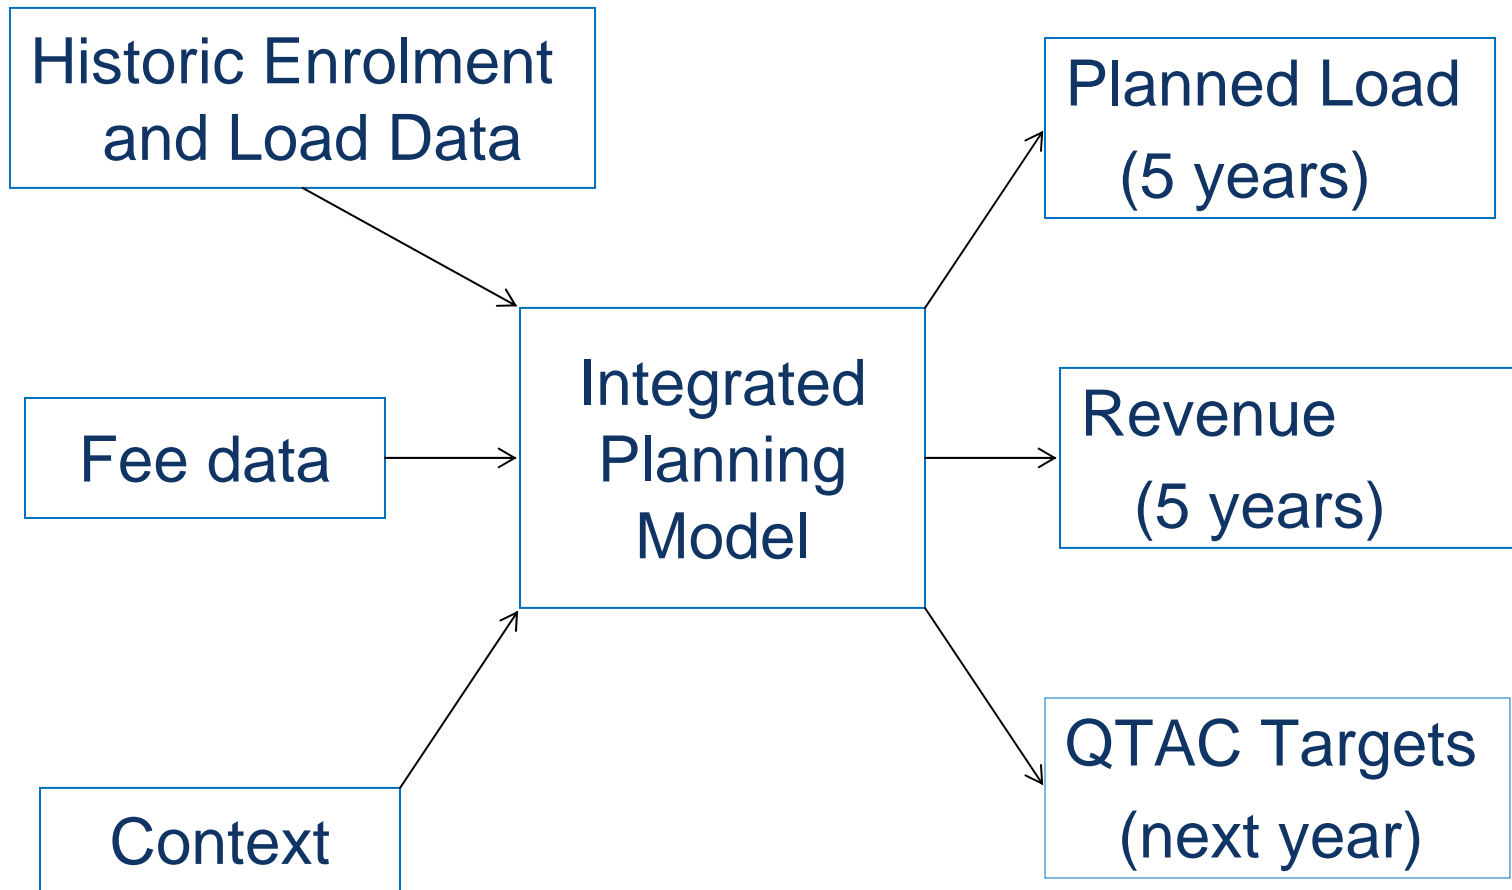 Historic Enrolment
and Load Data
Fee data
Context
Integrated
Planning
Model
Planned Load
(5 years)
Revenue
(5 years)
QTAC Targets
(next year)